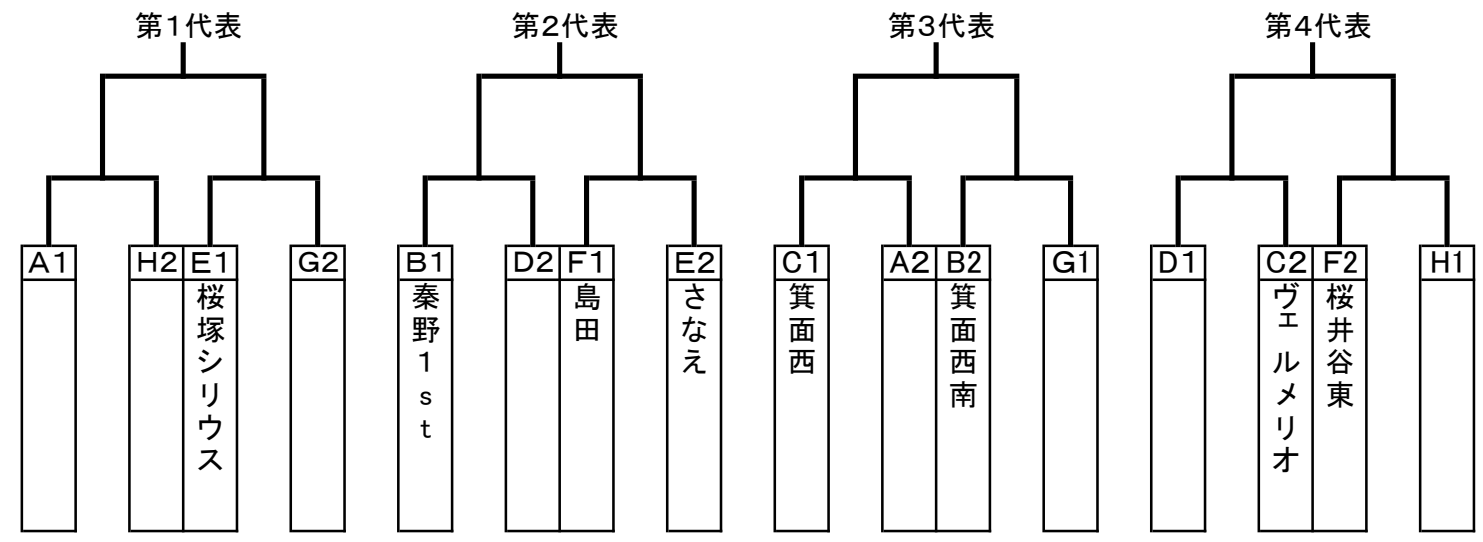 第1代表 第2代表 第3代表 第4代表
A1 H2 E1 G2 B1 D2 F1 E2 C1 A2 B2 G1 D1 C2 F2 H1
桜塚シリウス
秦野1st
島田
さなえ
箕面西
箕面西南
ヴェルメリオ
桜井谷東